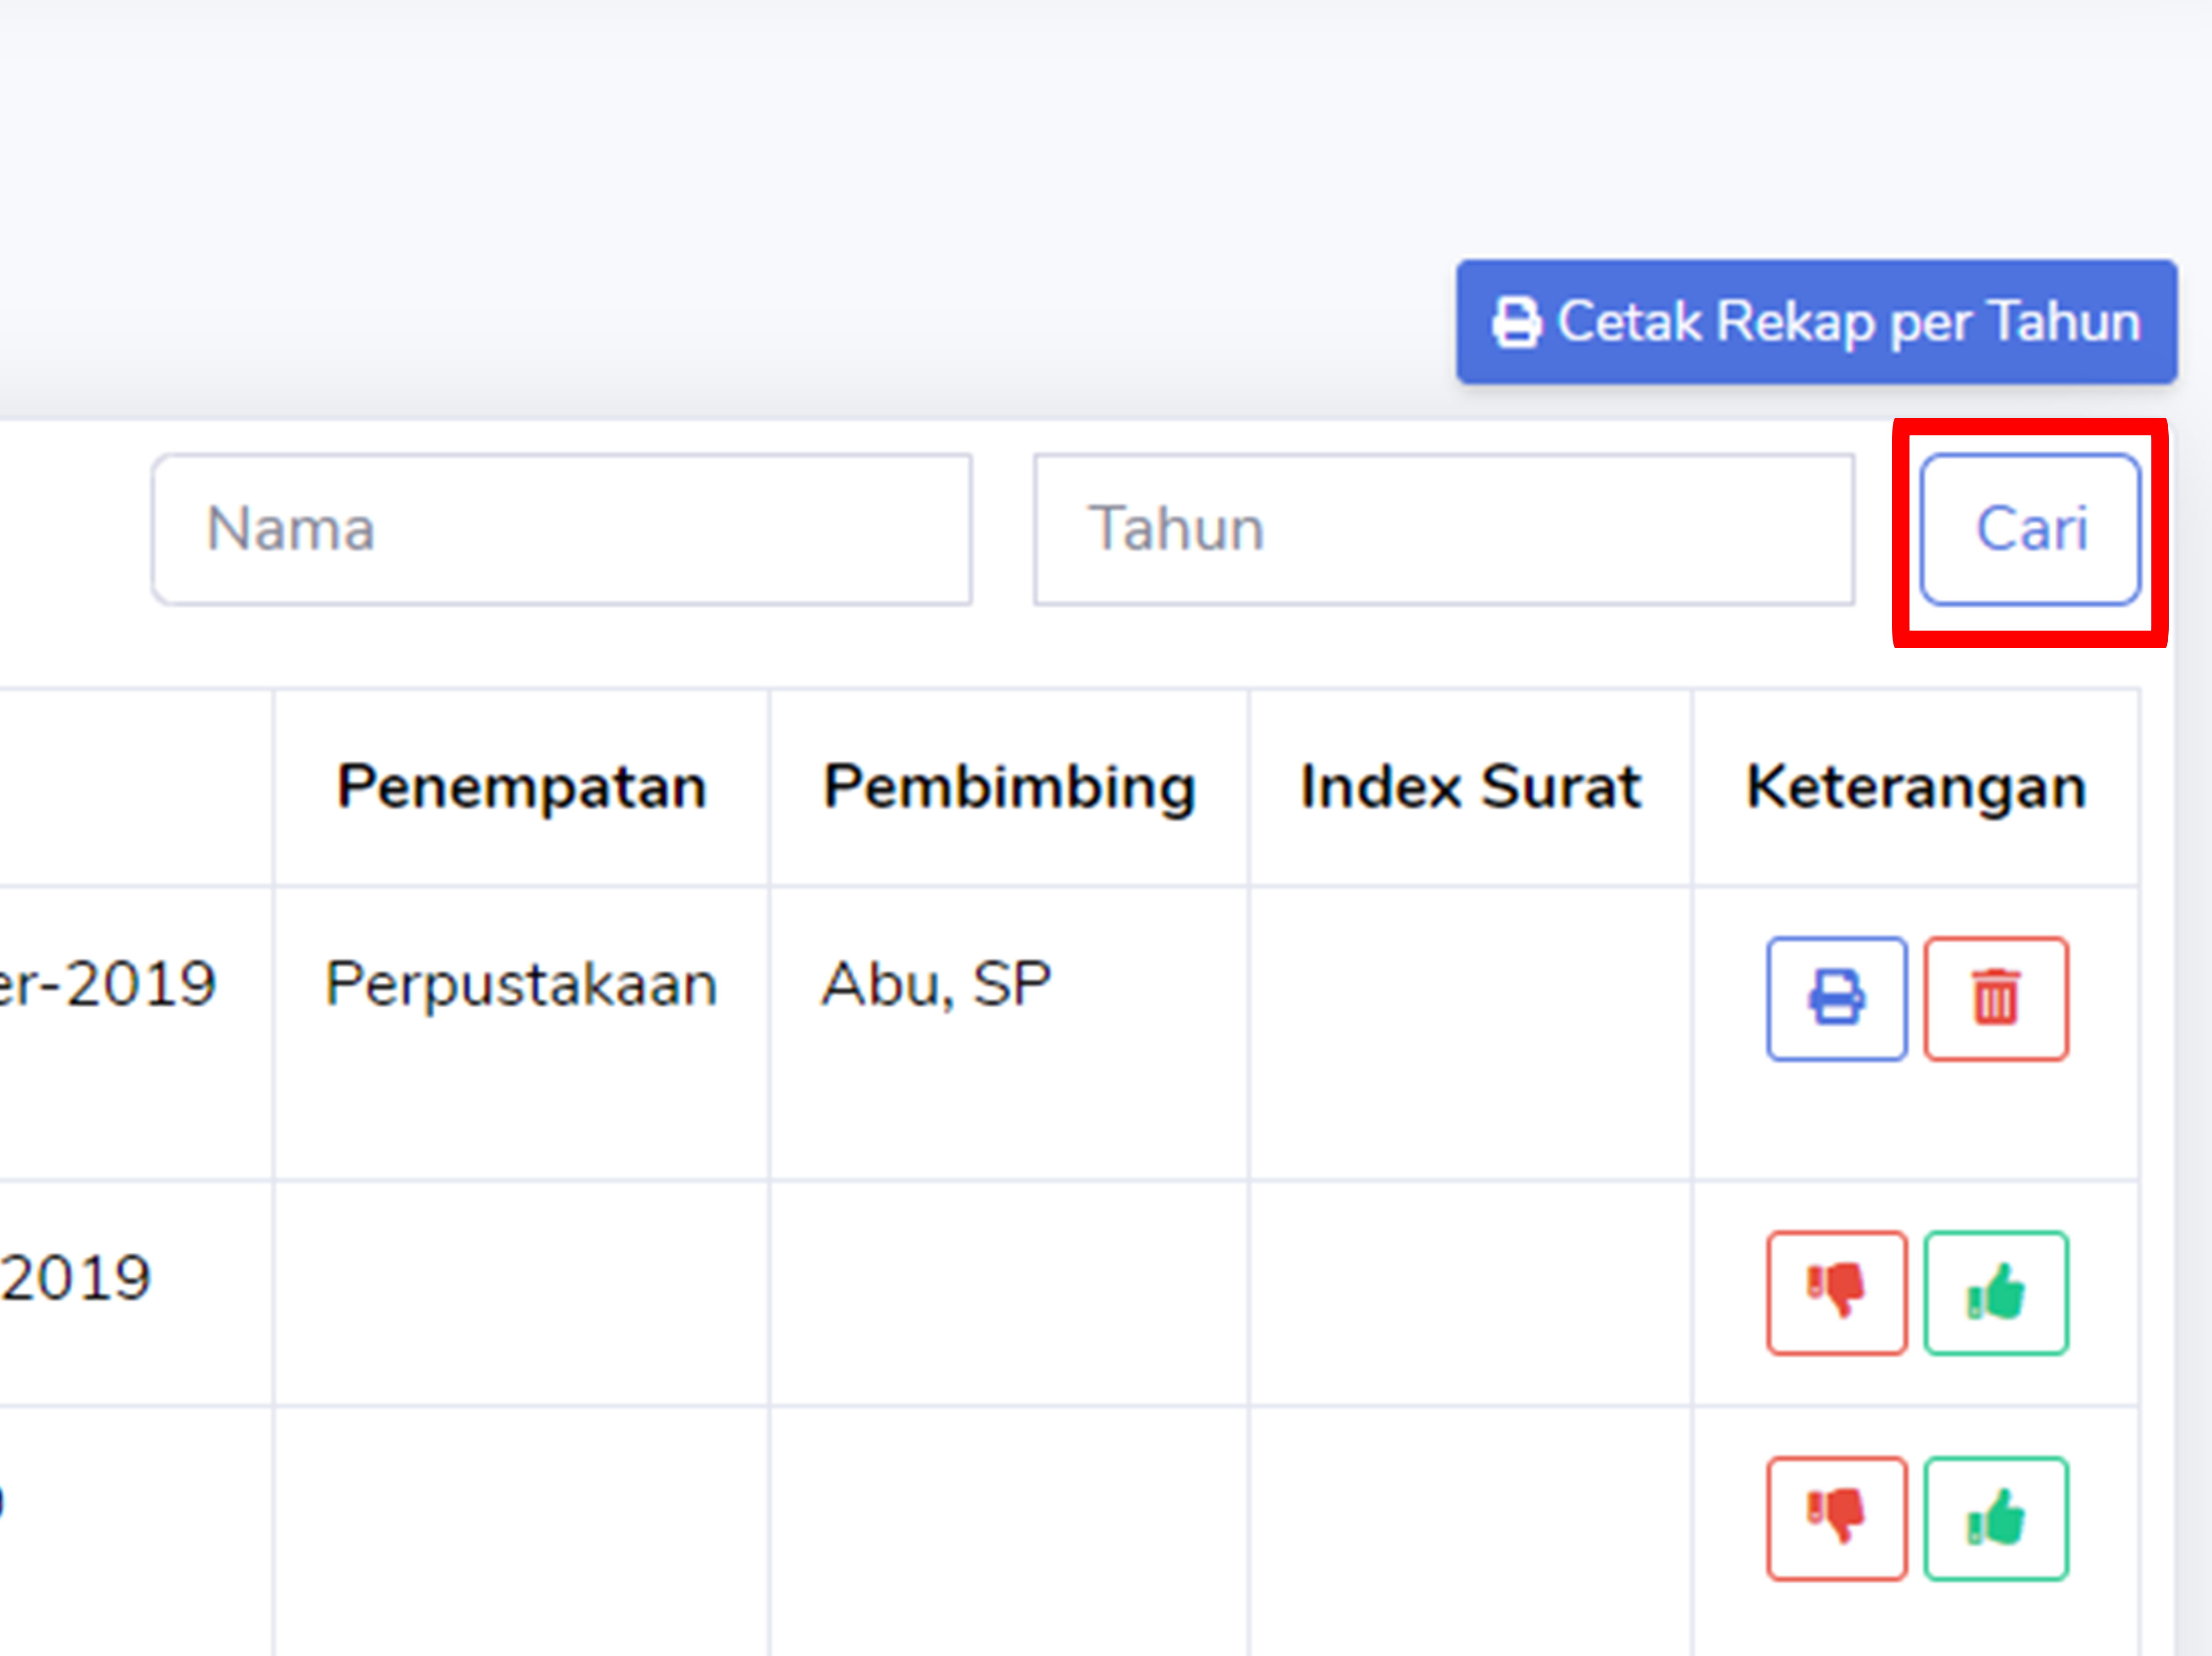 Cetak Rekap per Tahun
Nama Tahun Cari
Penempatan Pembimbing Index Surat Keterangan
er-2019 Perpustakaan Abu, SP
2019